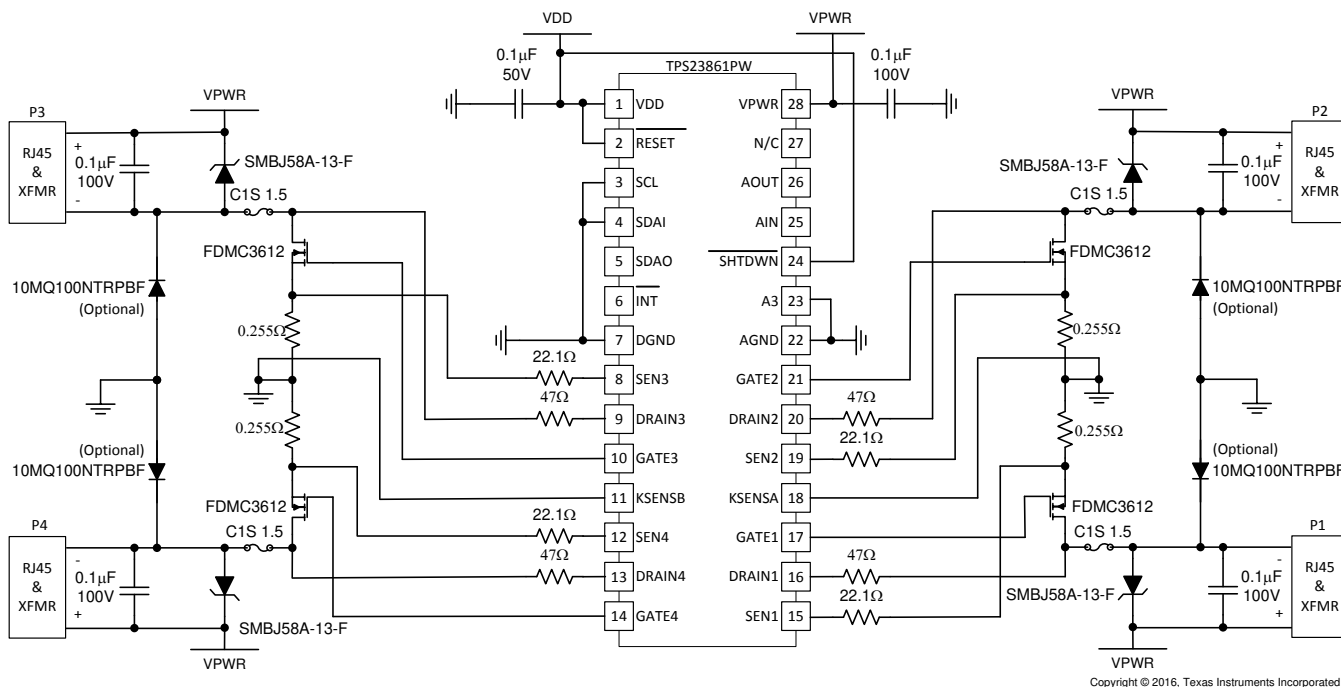 VDD
VPWR
0.1μF
50V
0.1μF
100V
TPS23861PW
1 VDD
2 RESET
3 SCL
4 SDAI
5 SDAO
6 INT
7 DGND
8 SEN3
9 DRAIN3
10 GATE3
11 KSENSB
12 SEN4
13 DRAIN4
14 GATE4
VPWR 28
N/C 27
AOUT 26
AIN 25
SHTDWN 24
A3 23
AGND 22
GATE2 21
DRAIN2 20
SEN2 19
KSENSA 18
GATE1 17
DRAIN1 16
SEN1 15
P3
RJ45
&
XFMR
+
-
0.1μF
100V
VPWR
SMBJ58A-13-F
C1S 1.5
FDMC3612
10MQ100NTRPBF
(Optional)
0.255Ω
22.1Ω
47Ω
0.255Ω
(Optional)
10MQ100NTRPBF
FDMC3612
C1S 1.5
22.1Ω
47Ω
P4
RJ45
&
XFMR
-
+
0.1μF
100V
SMBJ58A-13-F
VPWR
VPWR
P2
RJ45
&
XFMR
+
-
0.1μF
100V
SMBJ58A-13-F
C1S 1.5
FDMC3612
10MQ100NTRPBF
(Optional)
0.255Ω
47Ω
22.1Ω
0.255Ω
(Optional)
10MQ100NTRPBF
FDMC3612
C1S 1.5
47Ω
22.1Ω
P1
RJ45
&
XFMR
-
+
0.1μF
100V
SMBJ58A-13-F
VPWR
Copyright © 2016, Texas Instruments Incorporated